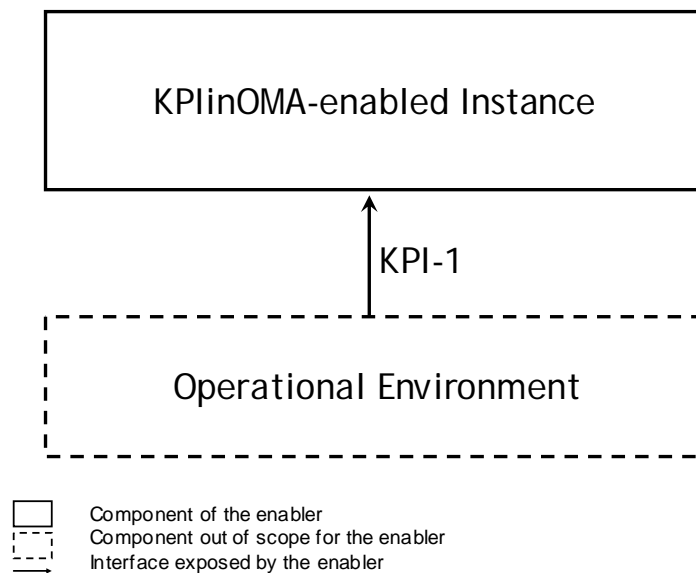 KPIinOMA-enabled Instance
KPI-1
Operational Environment
Component of the enabler
Component out of scope for the enabler
Interface exposed by the enabler